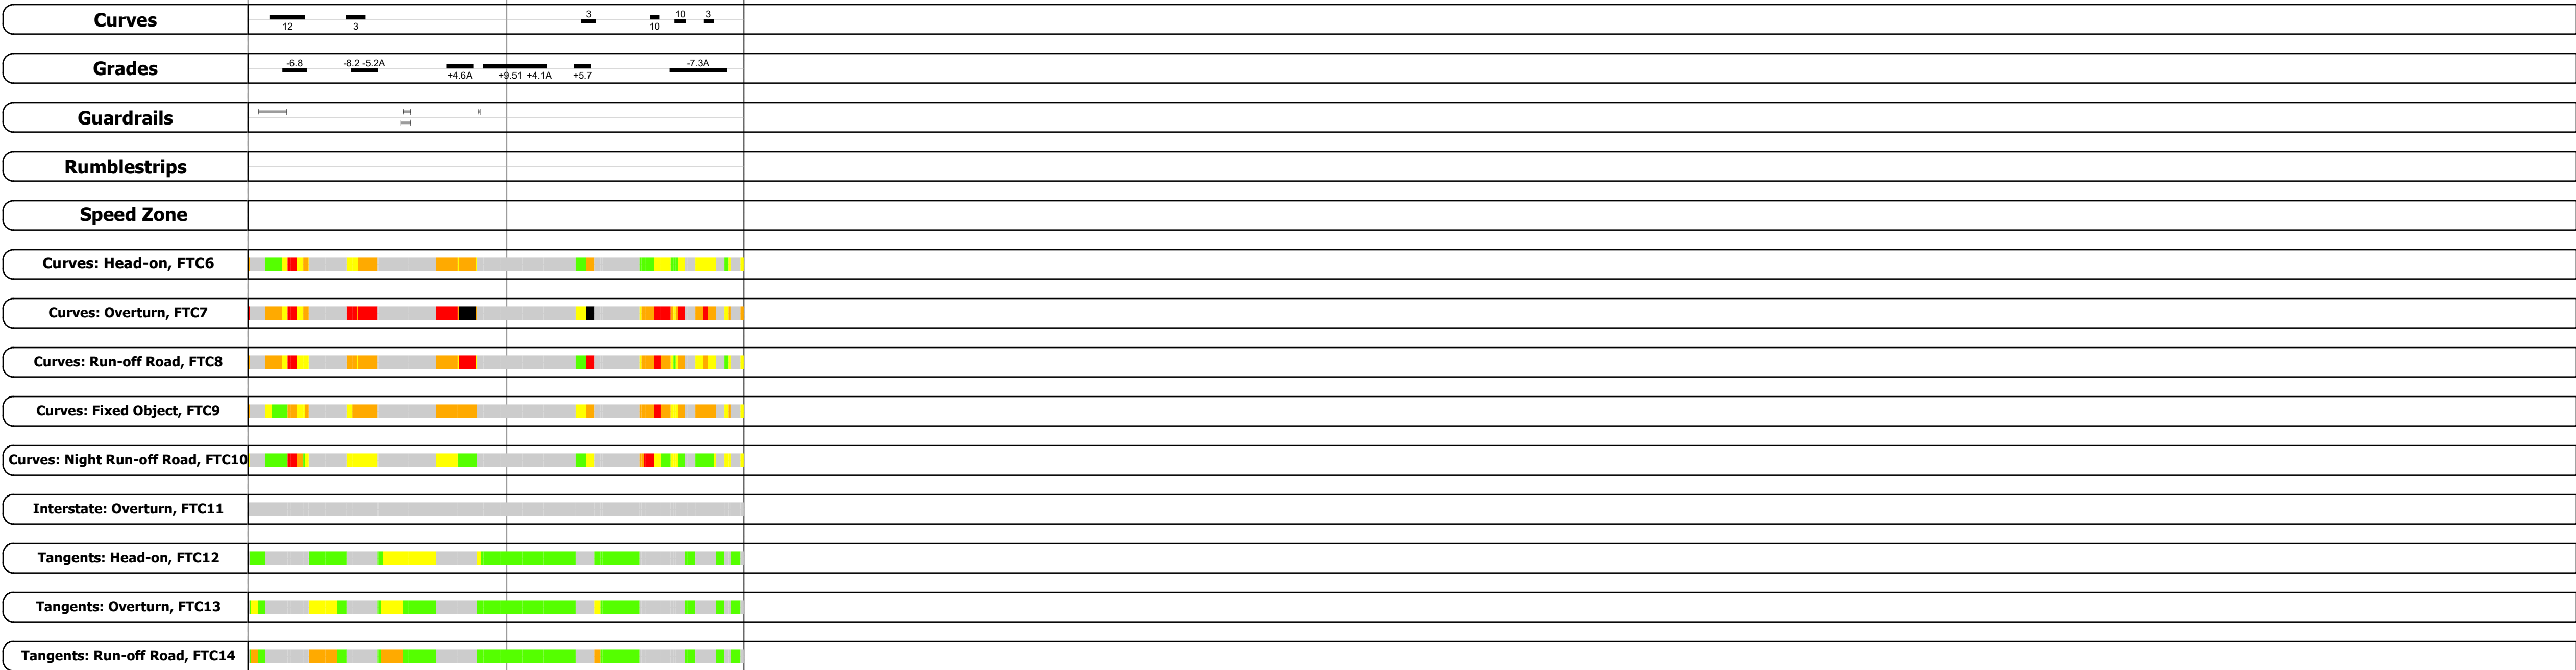 Curves
12 3 3 10 10 3
Grades
-6.8 -8.2 -5.2A +4.6A +9.51 +4.1A +5.7 -7.3A
Guardrails
Rumblestrips
Speed Zone
Curves: Head-on, FTC6
Curves: Overturn, FTC7
Curves: Run-off Road, FTC8
Curves: Fixed Object, FTC9
Curves: Night Run-off Road, FTC10
Interstate: Overturn, FTC11
Tangents: Head-on, FTC12
Tangents: Overturn, FTC13
Tangents: Run-off Road, FTC14